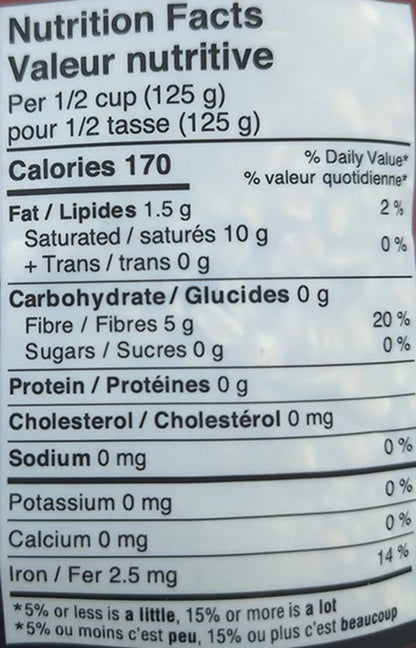 Nutrition Facts
Valeur nutritive
Per 1/2 cup (125 g)
pour 1/2 tasse (125 g)
Calories 170
% Daily Value*
% valeur quotidienne*
Fat / Lipides 1.5 g 2 %
Saturated / saturés 10 g
+ Trans / trans 0 g 0 %
Carbohydrate / Glucides 0 g
Fibre / Fibres 5 g 20 %
Sugars / Sucres 0 g 0 %
Protein / Protéines 0 g
Cholesterol / Cholestérol 0 mg
Sodium 0 mg 0 %
Potassium 0 mg 0 %
Calcium 0 mg 0 %
Iron / Fer 2.5 mg 14 %
*5% or less is a little, 15% or more is a lot
*5% ou moins c'est peu, 15% ou plus c'est beaucoup